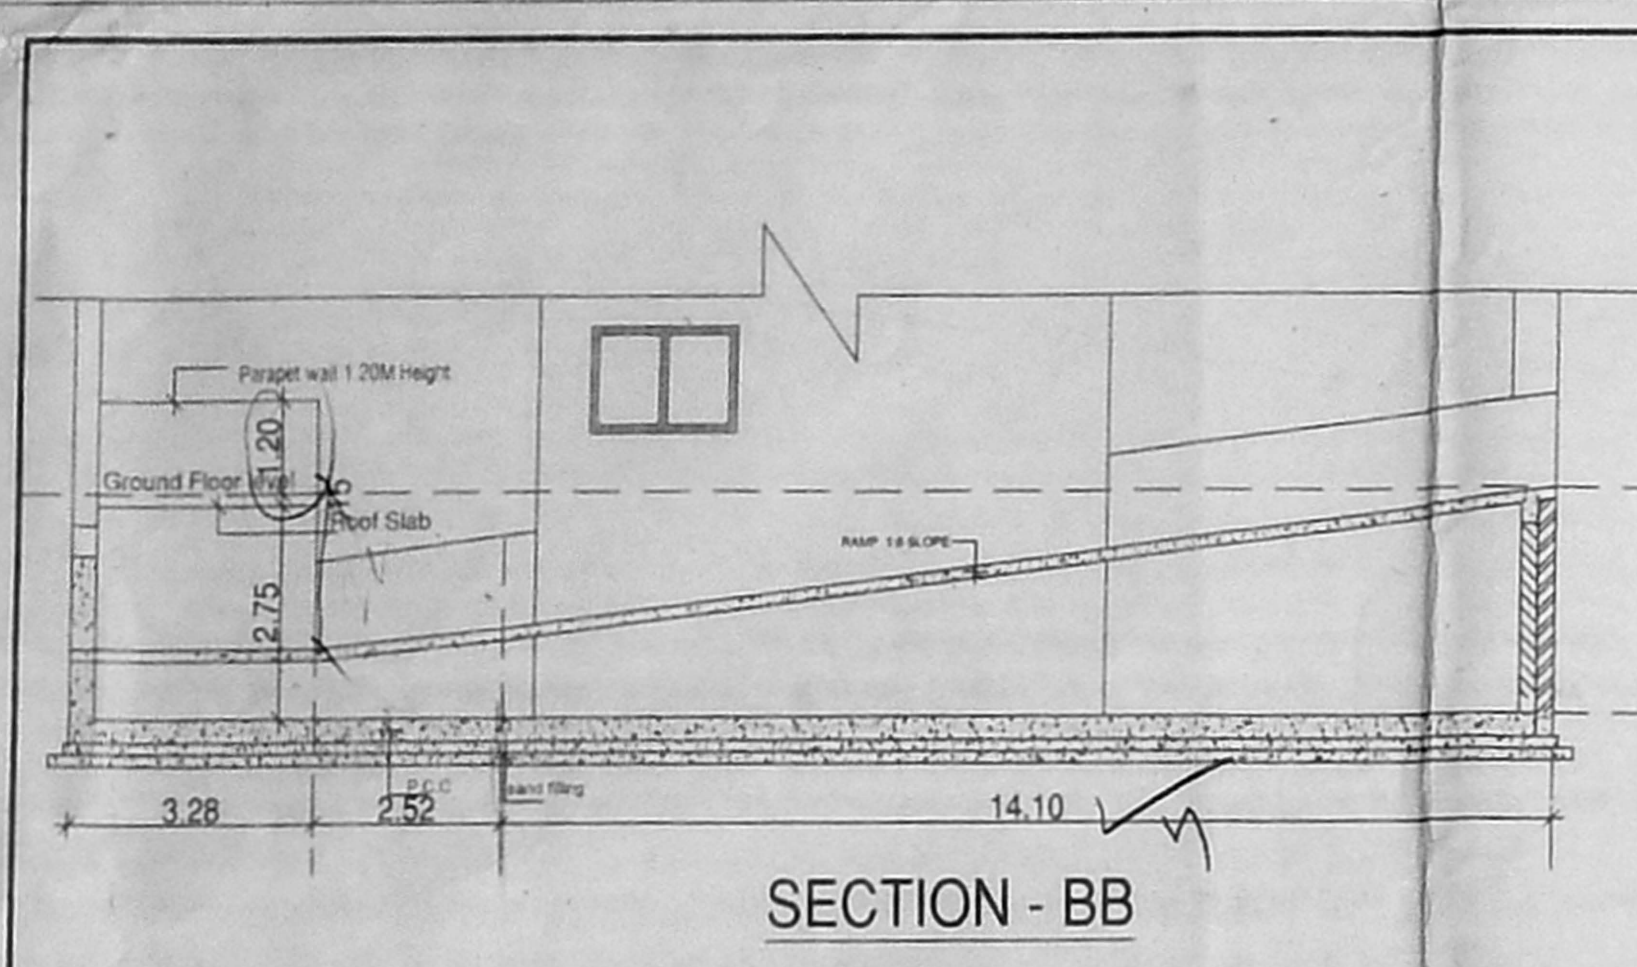 Parapet wall 1.20M Height
1.20
Ground Floor level
Roof Slab
RAMP 1:8 SLOPE
2.75
P.C.C
sand filling
3.28
2.52
14.10
SECTION - BB